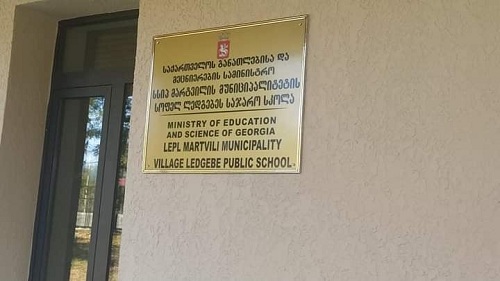 საქართველოს განათლებისა და
მეცნიერების სამინისტრო
სსიპ მარტვილის მუნიციპალიტეტის
სოფელ ლედგებეს საჯარო სკოლა
MINISTRY OF EDUCATION
AND SCIENCE OF GEORGIA
LEPL MARTVILI MUNICIPALITY
VILLAGE LEDGEBE PUBLIC SCHOOL